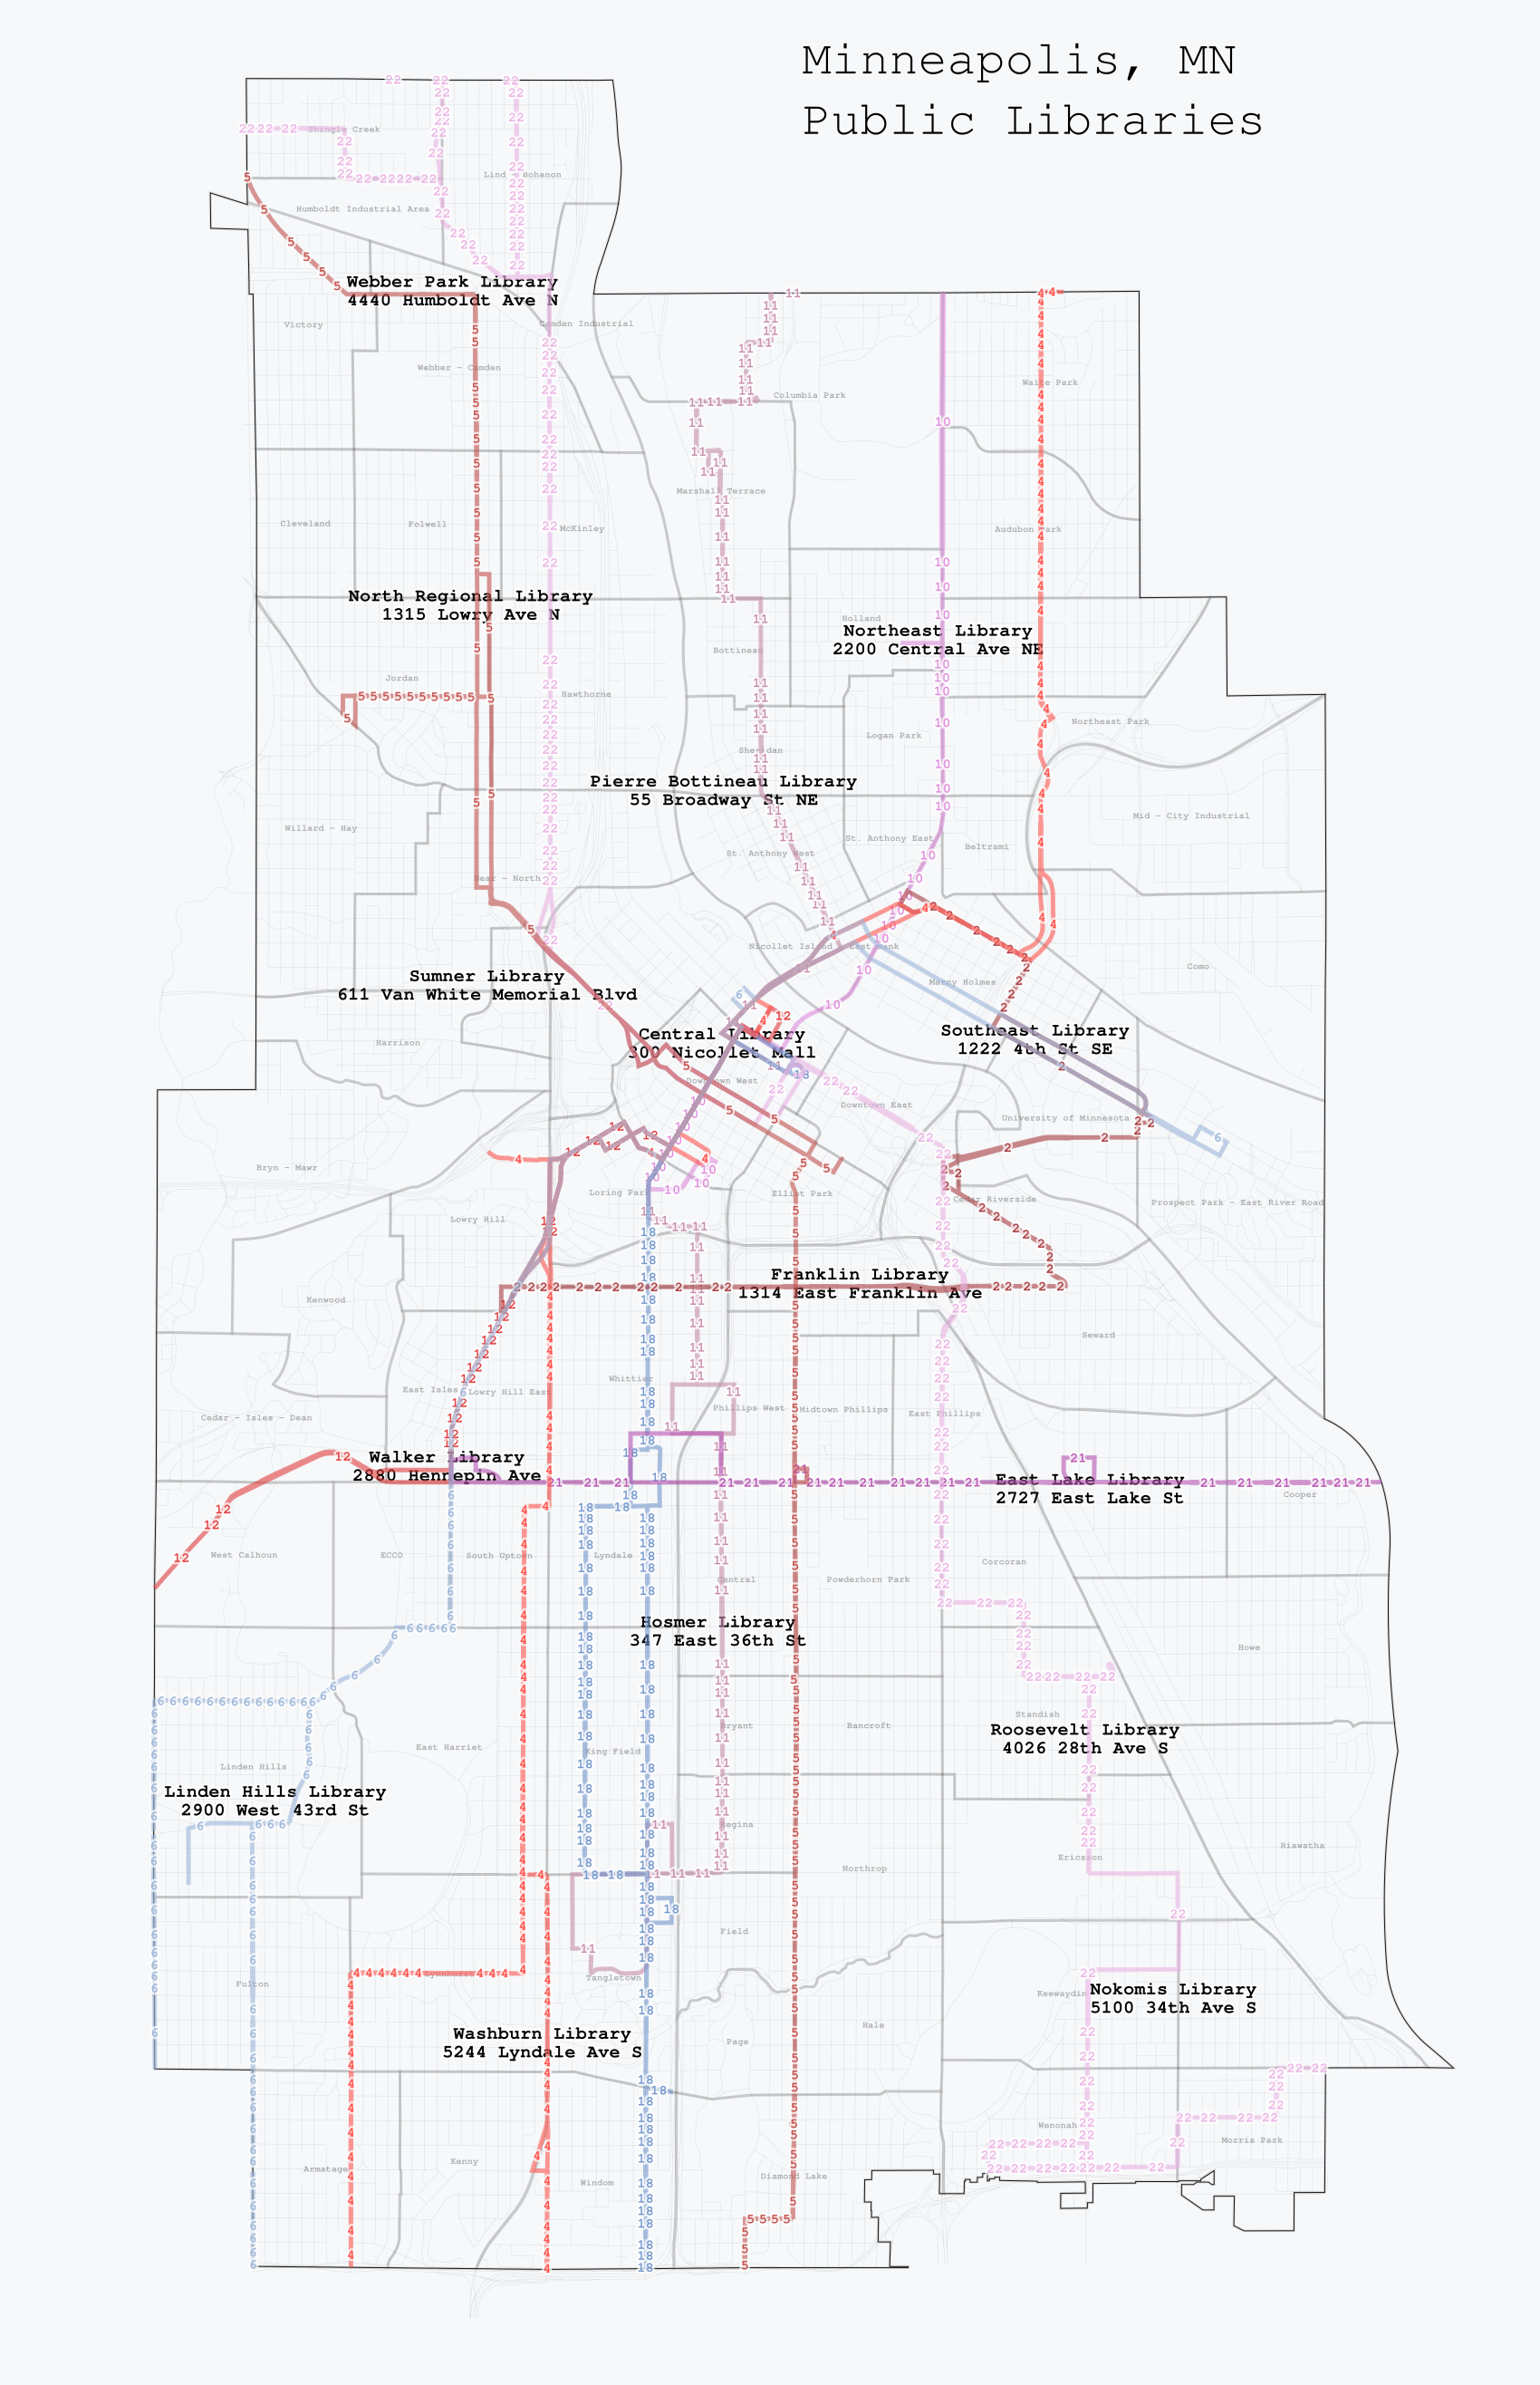 Minneapolis, MN
Public Libraries
Shingle Creek
Lind - Bohanon
Humboldt Industrial Area
Webber Park Library
4440 Humboldt Ave N
Victory
Camden Industrial
Webber - Camden
Columbia Park
Waite Park
Marshall Terrace
Cleveland
Folwell
McKinley
Audubon Park
North Regional Library
1315 Lowry Ave N
Holland
Northeast Library
2200 Central Ave NE
Bottineau
Jordan
Hawthorne
Northeast Park
Logan Park
Sheridan
Pierre Bottineau Library
55 Broadway St NE
Willard - Hay
Mid - City Industrial
St. Anthony East
Beltrami
St. Anthony West
Near - North
Nicollet Island - East Bank
Como
Sumner Library
611 Van White Memorial Blvd
Marcy Holmes
Central Library
300 Nicollet Mall
Southeast Library
1222 4th St SE
Harrison
Downtown West
Downtown East
University of Minnesota
Bryn - Mawr
Loring Park
Elliot Park
Cedar Riverside
Prospect Park - East River Road
Lowry Hill
Franklin Library
1314 East Franklin Ave
Kenwood
Seward
Whittier
East Isles
Lowry Hill East
Cedar - Isles - Dean
Phillips West
Midtown Phillips
East Phillips
Walker Library
2880 Hennepin Ave
East Lake Library
2727 East Lake St
Cooper
West Calhoun
ECCO
South Uptown
Lyndale
Central
Powderhorn Park
Corcoran
Hosmer Library
347 East 36th St
Howe
Standish
Bryant
Bancroft
Roosevelt Library
4026 28th Ave S
East Harriet
King Field
Linden Hills
Linden Hills Library
2900 West 43rd St
Regina
Hiawatha
Ericsson
Northrop
Field
Lynnhurst
Tangletown
Fulton
Keewaydin
Nokomis Library
5100 34th Ave S
Hale
Page
Washburn Library
5244 Lyndale Ave S
Wenonah
Morris Park
Kenny
Armatage
Windom
Diamond Lake
2
4
5
6
10
11
12
18
21
22